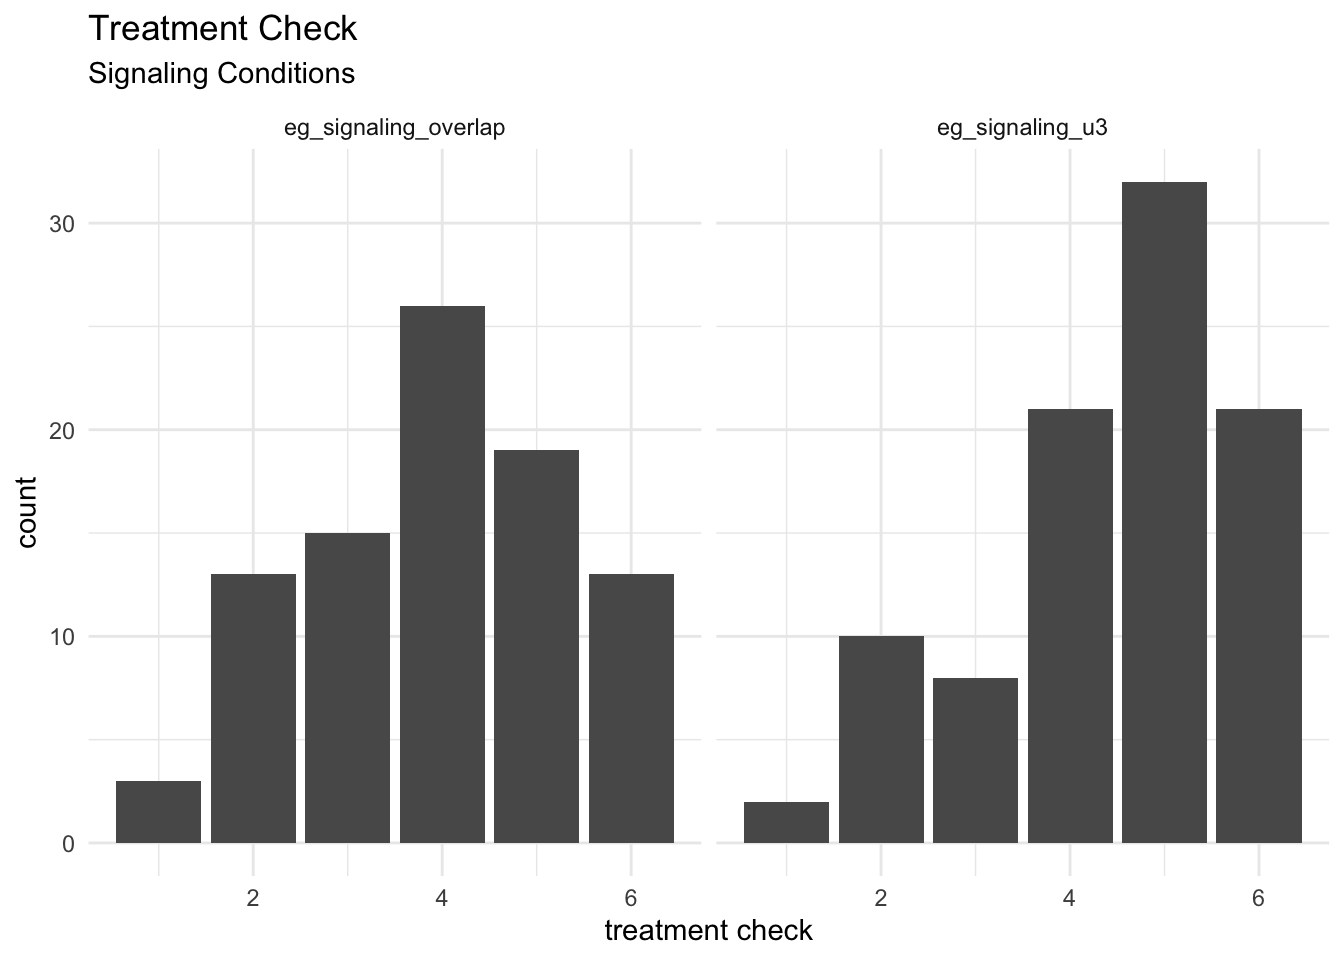 Treatment Check
Signaling Conditions
eg_signaling_overlap
eg_signaling_u3
30
20
10
0
count
2
4
6
2
4
6
treatment check